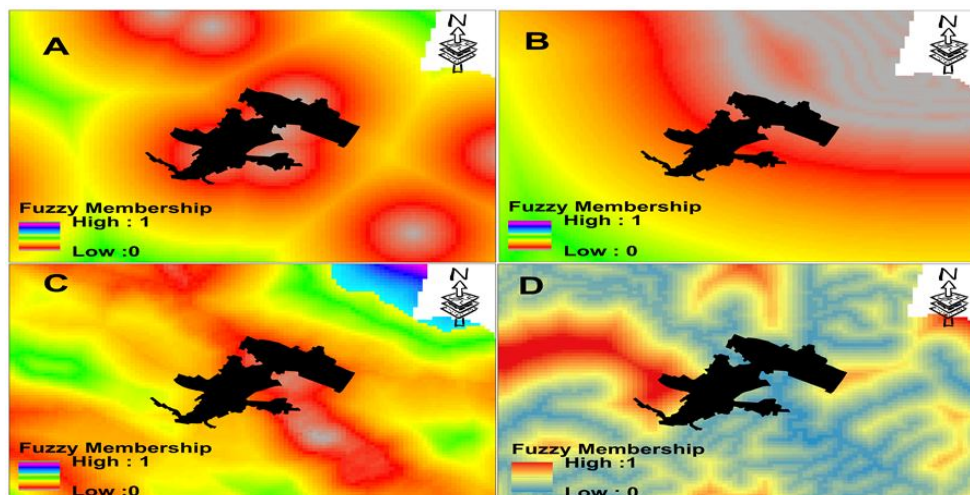 A
N
Fuzzy Membership
High : 1
Low :0
B
N
Fuzzy Membership
High : 1
Low : 0
C
N
Fuzzy Membership
High : 1
Low : 0
D
N
Fuzzy Membership
High :1
Low : 0